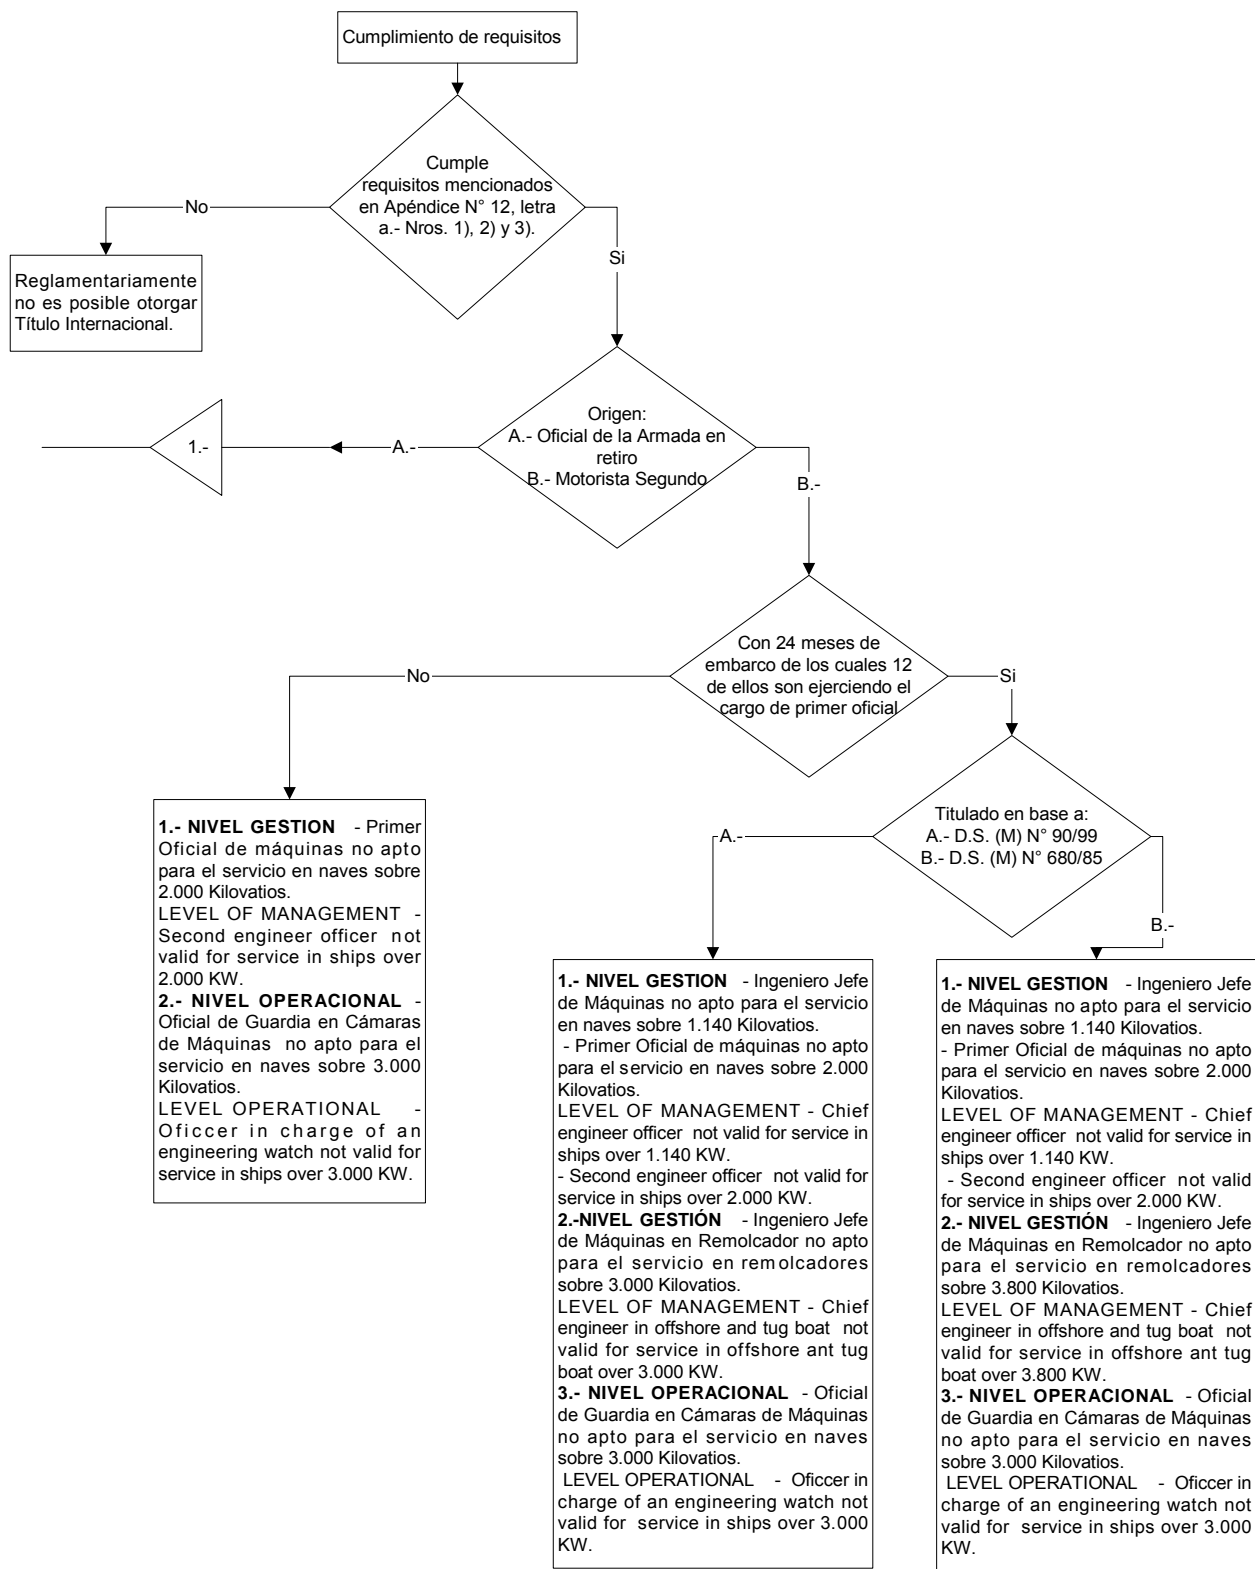 Cumplimiento de requisitos
Cumple
requisitos mencionados
en Apéndice N° 12, letra
a.- Nros. 1), 2) y 3).
No
Si
Reglamentariamente
no es posible otorgar
Título Internacional.
Origen:
A.- Oficial de la Armada en
retiro
B.- Motorista Segundo
1.-
A.-
B.-
Con 24 meses de
embarco de los cuales 12
de ellos son ejerciendo el
cargo de primer oficial
No
Si
Titulado en base a:
A.- D.S. (M) N° 90/99
B.- D.S. (M) N° 680/85
A.-
B.-
1.- NIVEL GESTION - Primer
Oficial de máquinas no apto
para el servicio en naves sobre
2.000 Kilovatios.
LEVEL OF MANAGEMENT -
Second engineer officer not
valid for service in ships over
2.000 KW.
2.- NIVEL OPERACIONAL -
Oficial de Guardia en Cámaras
de Máquinas no apto para el
servicio en naves sobre 3.000
Kilovatios.
LEVEL OPERATIONAL -
Oficcer in charge of an
engineering watch not valid for
service in ships over 3.000 KW.
1.- NIVEL GESTION - Ingeniero Jefe
de Máquinas no apto para el servicio
en naves sobre 1.140 Kilovatios.
- Primer Oficial de máquinas no apto
para el servicio en naves sobre 2.000
Kilovatios.
LEVEL OF MANAGEMENT - Chief
engineer officer not valid for service in
ships over 1.140 KW.
- Second engineer officer not valid for
service in ships over 2.000 KW.
2.-NIVEL GESTIÓN - Ingeniero Jefe
de Máquinas en Remolcador no apto
para el servicio en remolcadores
sobre 3.000 Kilovatios.
LEVEL OF MANAGEMENT - Chief
engineer in offshore and tug boat not
valid for service in offshore ant tug
boat over 3.000 KW.
3.- NIVEL OPERACIONAL - Oficial
de Guardia en Cámaras de Máquinas
no apto para el servicio en naves
sobre 3.000 Kilovatios.
LEVEL OPERATIONAL - Oficcer in
charge of an engineering watch not
valid for service in ships over 3.000
KW.
1.- NIVEL GESTION - Ingeniero Jefe
de Máquinas no apto para el servicio
en naves sobre 1.140 Kilovatios.
- Primer Oficial de máquinas no apto
para el servicio en naves sobre 2.000
Kilovatios.
LEVEL OF MANAGEMENT - Chief
engineer officer not valid for service in
ships over 1.140 KW.
- Second engineer officer not valid
for service in ships over 2.000 KW.
2.- NIVEL GESTIÓN - Ingeniero Jefe
de Máquinas en Remolcador no apto
para el servicio en remolcadores
sobre 3.800 Kilovatios.
LEVEL OF MANAGEMENT - Chief
engineer in offshore and tug boat not
valid for service in offshore ant tug
boat over 3.800 KW.
3.- NIVEL OPERACIONAL - Oficial
de Guardia en Cámaras de Máquinas
no apto para el servicio en naves
sobre 3.000 Kilovatios.
LEVEL OPERATIONAL - Oficcer in
charge of an engineering watch not
valid for service in ships over 3.000
KW.